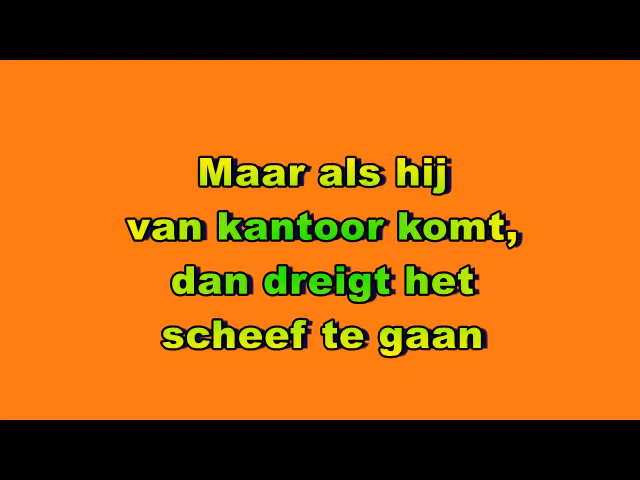 Maar als hij
van kantoor komt,
dan dreigt het
scheef te gaan